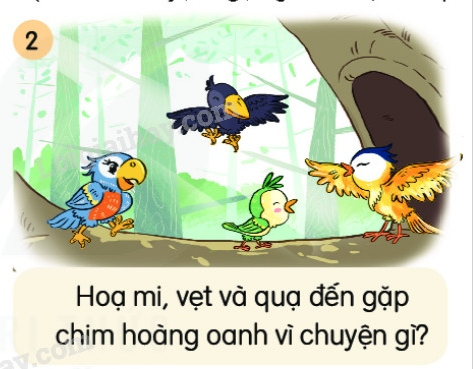 2
Hoạ mi, vẹt và quạ đến gặp
chim hoàng oanh vì chuyện gì?